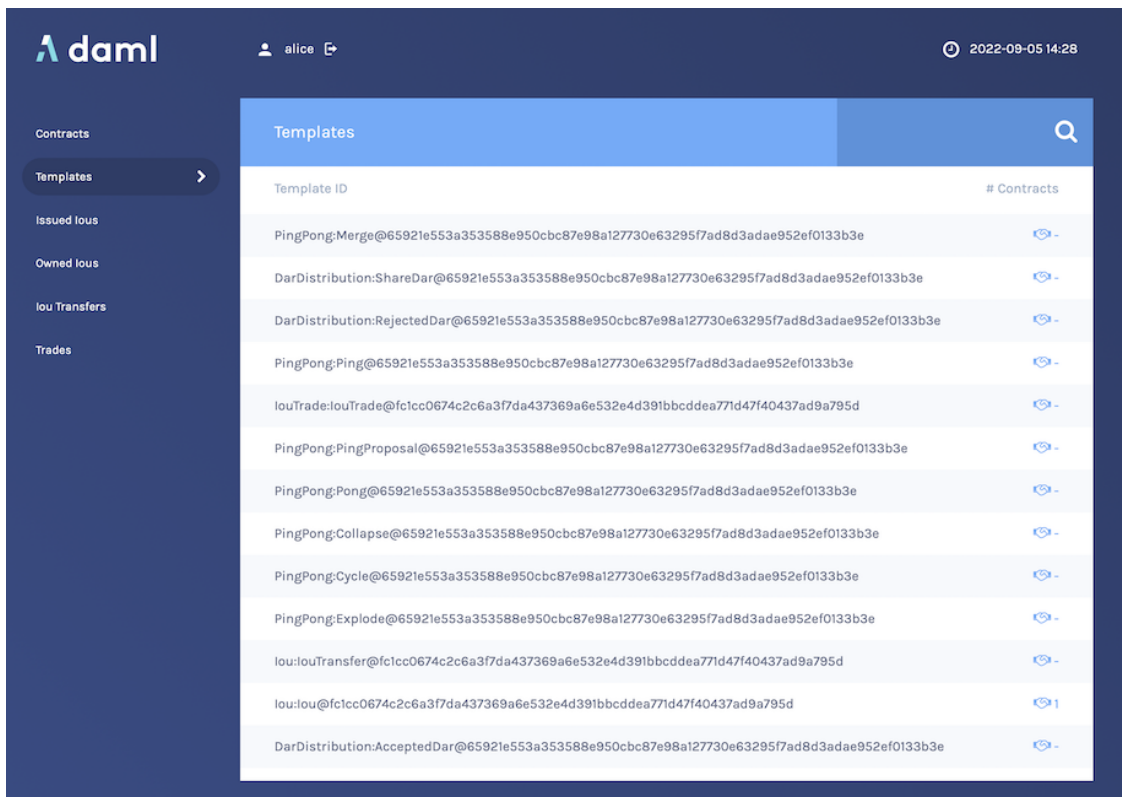 daml
alice
2022-09-05 14:28
Contracts
Templates
Issued Ious
Owned Ious
Iou Transfers
Trades
Templates
Template ID # Contracts
PingPong:Merge@65921e553a353588e950cbc87e98a127730e63295f7ad8d3adae952ef0133b3e -
DarDistribution:ShareDar@65921e553a353588e950cbc87e98a127730e63295f7ad8d3adae952ef0133b3e -
DarDistribution:RejectedDar@65921e553a353588e950cbc87e98a127730e63295f7ad8d3adae952ef0133b3e -
PingPong:Ping@65921e553a353588e950cbc87e98a127730e63295f7ad8d3adae952ef0133b3e -
IouTrade:IouTrade@fc1cc0674c2c6a3f7da437369a6e532e4d391bbcddea771d47f40437ad9a795d -
PingPong:PingProposal@65921e553a353588e950cbc87e98a127730e63295f7ad8d3adae952ef0133b3e -
PingPong:Pong@65921e553a353588e950cbc87e98a127730e63295f7ad8d3adae952ef0133b3e -
PingPong:Collapse@65921e553a353588e950cbc87e98a127730e63295f7ad8d3adae952ef0133b3e -
PingPong:Cycle@65921e553a353588e950cbc87e98a127730e63295f7ad8d3adae952ef0133b3e -
PingPong:Explode@65921e553a353588e950cbc87e98a127730e63295f7ad8d3adae952ef0133b3e -
Iou:IouTransfer@fc1cc0674c2c6a3f7da437369a6e532e4d391bbcddea771d47f40437ad9a795d -
Iou:Iou@fc1cc0674c2c6a3f7da437369a6e532e4d391bbcddea771d47f40437ad9a795d 1
DarDistribution:AcceptedDar@65921e553a353588e950cbc87e98a127730e63295f7ad8d3adae952ef0133b3e -